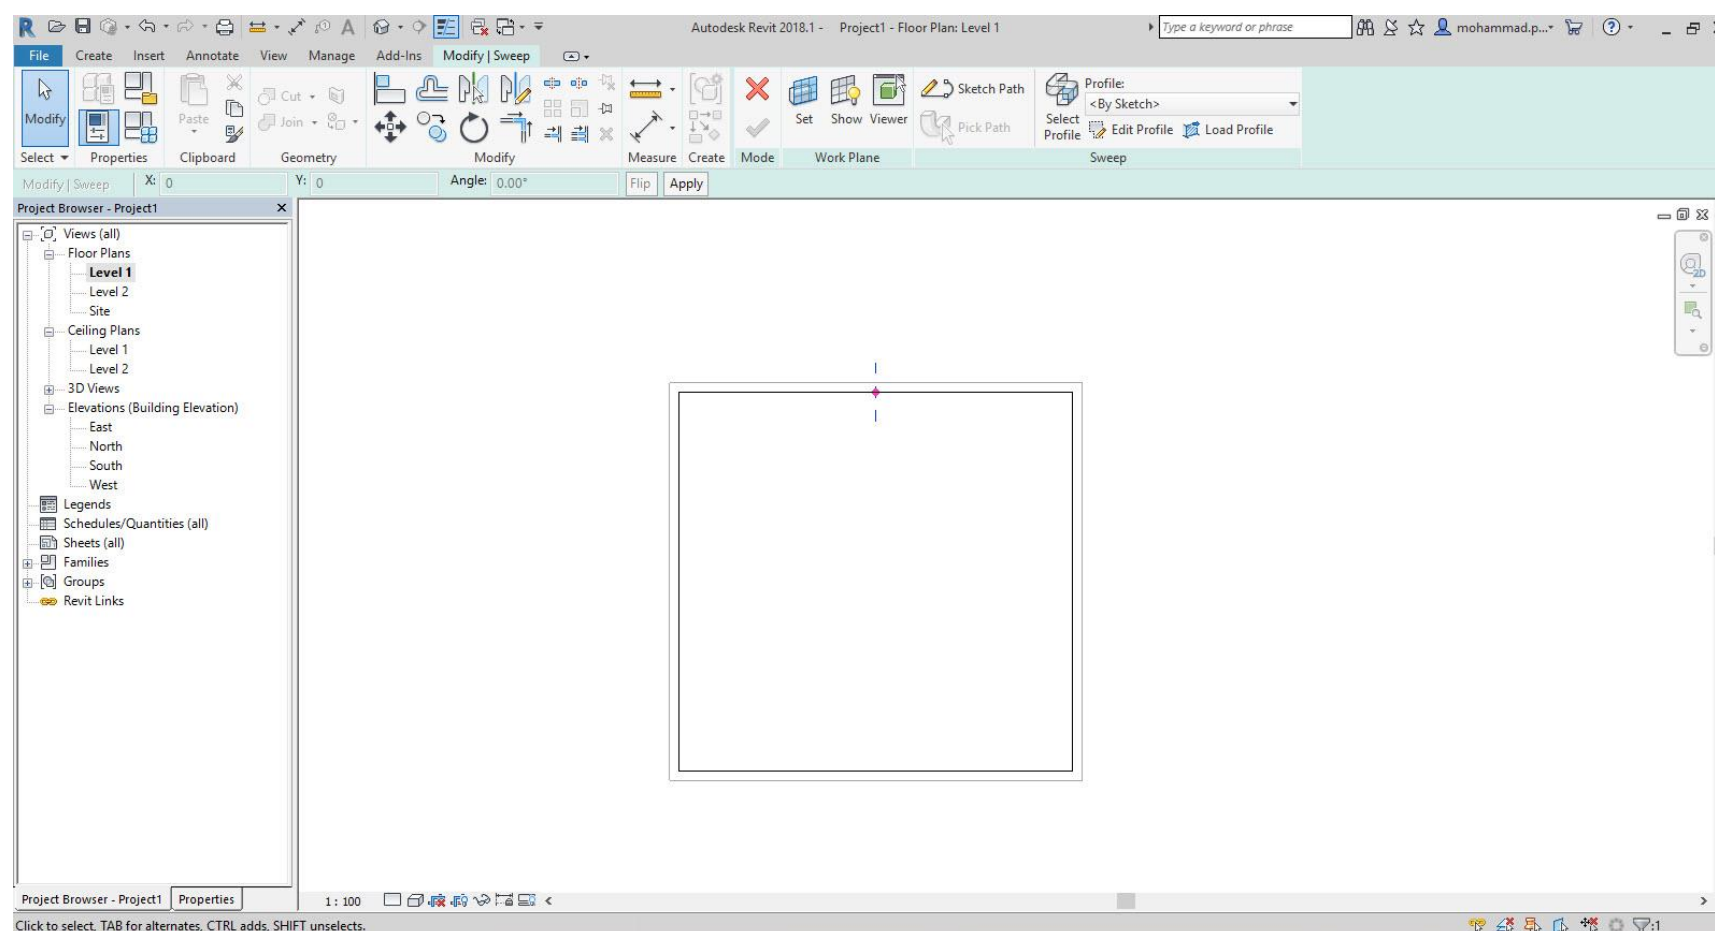 Autodesk Revit 2018.1 - Project1 - Floor Plan: Level 1
Type a keyword or phrase
mohammad.p...
File Create Insert Annotate View Manage Add-Ins Modify | Sweep
Modify
Paste
Cut
Join
Set Show Viewer
Sketch Path
Pick Path
Select Profile
Profile:
<By Sketch>
Edit Profile Load Profile
Select Properties Clipboard Geometry Modify Measure Create Mode Work Plane Sweep
Modify | Sweep X: 0 Y: 0 Angle: 0.00° Flip Apply
Project Browser - Project1
Views (all)
Floor Plans
Level 1
Level 2
Site
Ceiling Plans
Level 1
Level 2
3D Views
Elevations (Building Elevation)
East
North
South
West
Legends
Schedules/Quantities (all)
Sheets (all)
Families
Groups
Revit Links
2D
Project Browser - Project1 Properties
1 : 100
Click to select, TAB for alternates, CTRL adds, SHIFT unselects.
:1